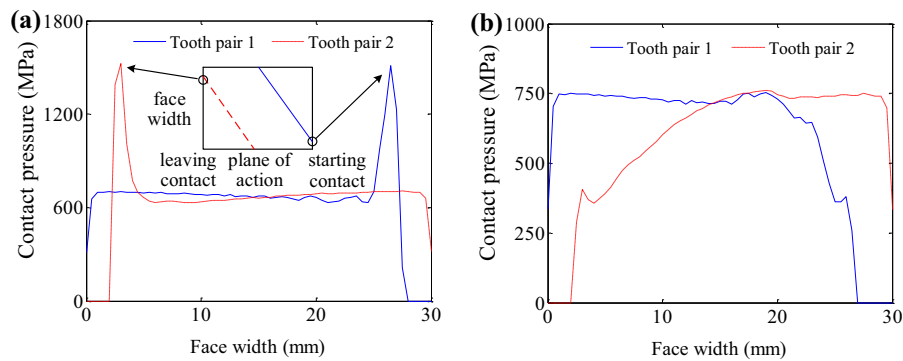 (a)
1800
1200
600
0
Contact pressure (MPa)
Tooth pair 1
Tooth pair 2
face
width
leaving
contact
plane of
action
starting
contact
0
10
20
30
Face width (mm)
(b)
1000
750
500
250
0
Contact pressure (MPa)
Tooth pair 1
Tooth pair 2
0
10
20
30
Face width (mm)